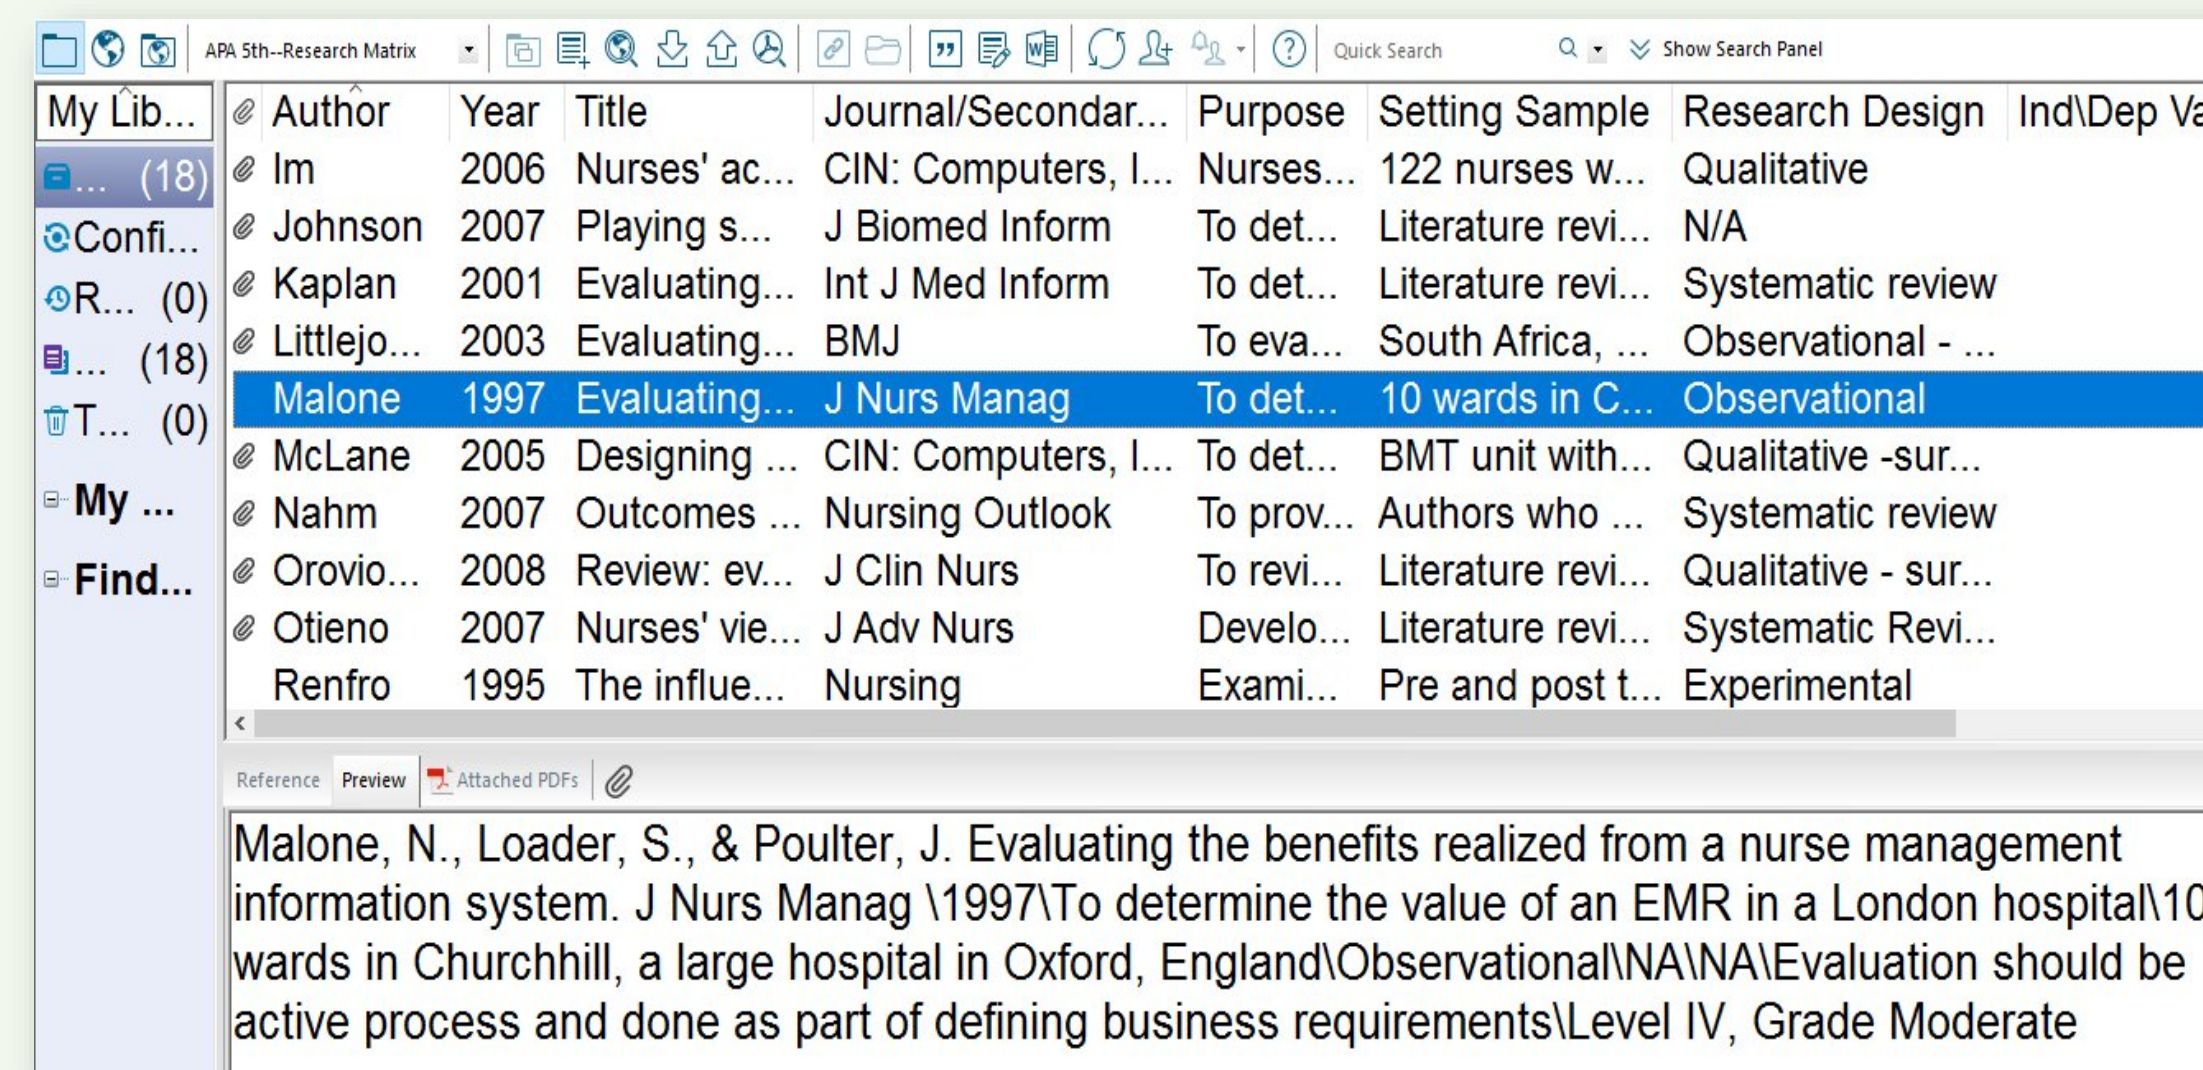 APA 5th--Research Matrix Quick Search Show Search Panel
My Lib... Author Year Title Journal/Secondar... Purpose Setting Sample Research Design Ind\Dep Va
... (18) Im 2006 Nurses' ac... CIN: Computers, I... Nurses... 122 nurses w... Qualitative
Confi... Johnson 2007 Playing s... J Biomed Inform To det... Literature revi... N/A
R... (0) Kaplan 2001 Evaluating... Int J Med Inform To det... Literature revi... Systematic review
... (18) Littlejo... 2003 Evaluating... BMJ To eva... South Africa, ... Observational - ...
T... (0) Malone 1997 Evaluating... J Nurs Manag To det... 10 wards in C... Observational
McLane 2005 Designing ... CIN: Computers, I... To det... BMT unit with... Qualitative -sur...
My ... Nahm 2007 Outcomes ... Nursing Outlook To prov... Authors who ... Systematic review
Find... Orovio... 2008 Review: ev... J Clin Nurs To revi... Literature revi... Qualitative - sur...
Otieno 2007 Nurses' vie... J Adv Nurs Develo... Literature revi... Systematic Revi...
Renfro 1995 The influe... Nursing Exami... Pre and post t... Experimental
Reference Preview Attached PDFs
Malone, N., Loader, S., & Poulter, J. Evaluating the benefits realized from a nurse management
information system. J Nurs Manag \1997\To determine the value of an EMR in a London hospital\10
wards in Churchhill, a large hospital in Oxford, England\Observational\NA\NA\Evaluation should be
active process and done as part of defining business requirements\Level IV, Grade Moderate